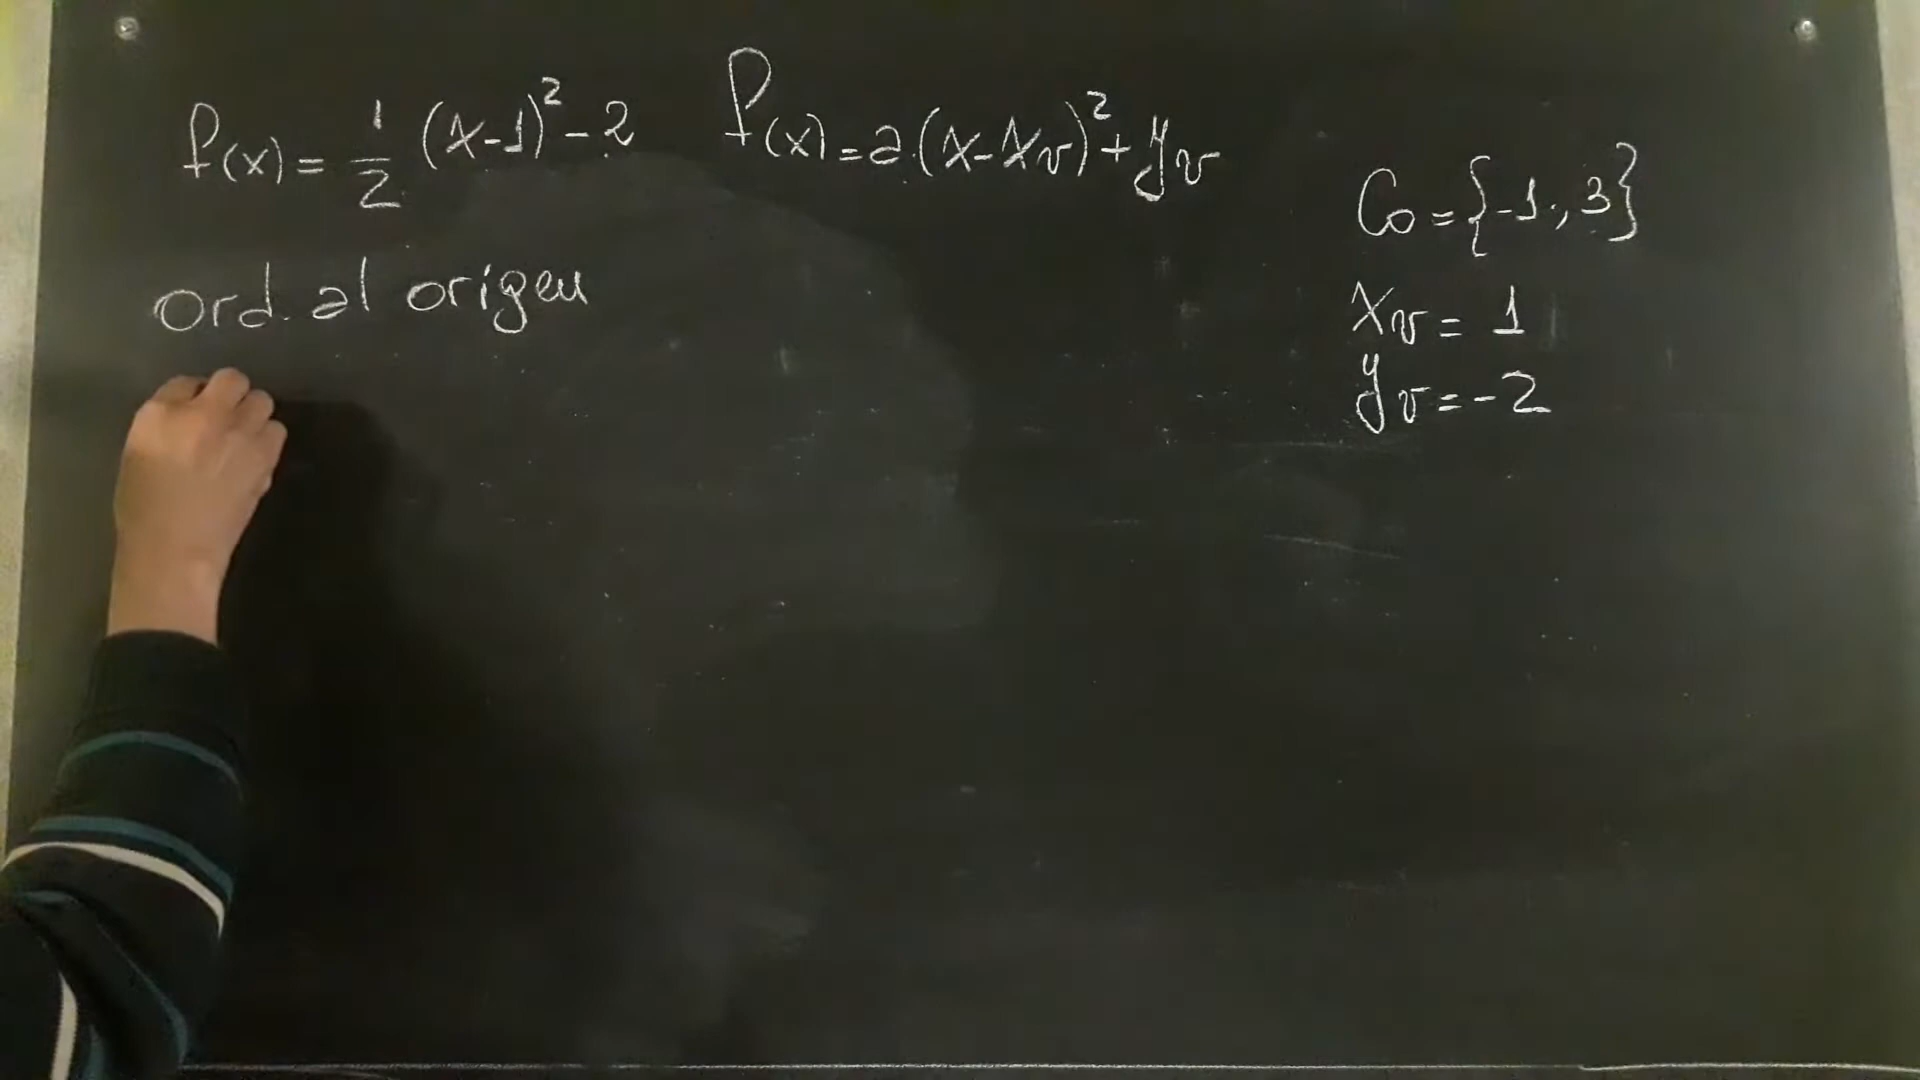 f(x) = 1/2 (x-1)² - 2
f(x) = a.(x-xv)² + yv
C₀ = {-1, 3}
xv = 1
yv = -2
ord. al origen